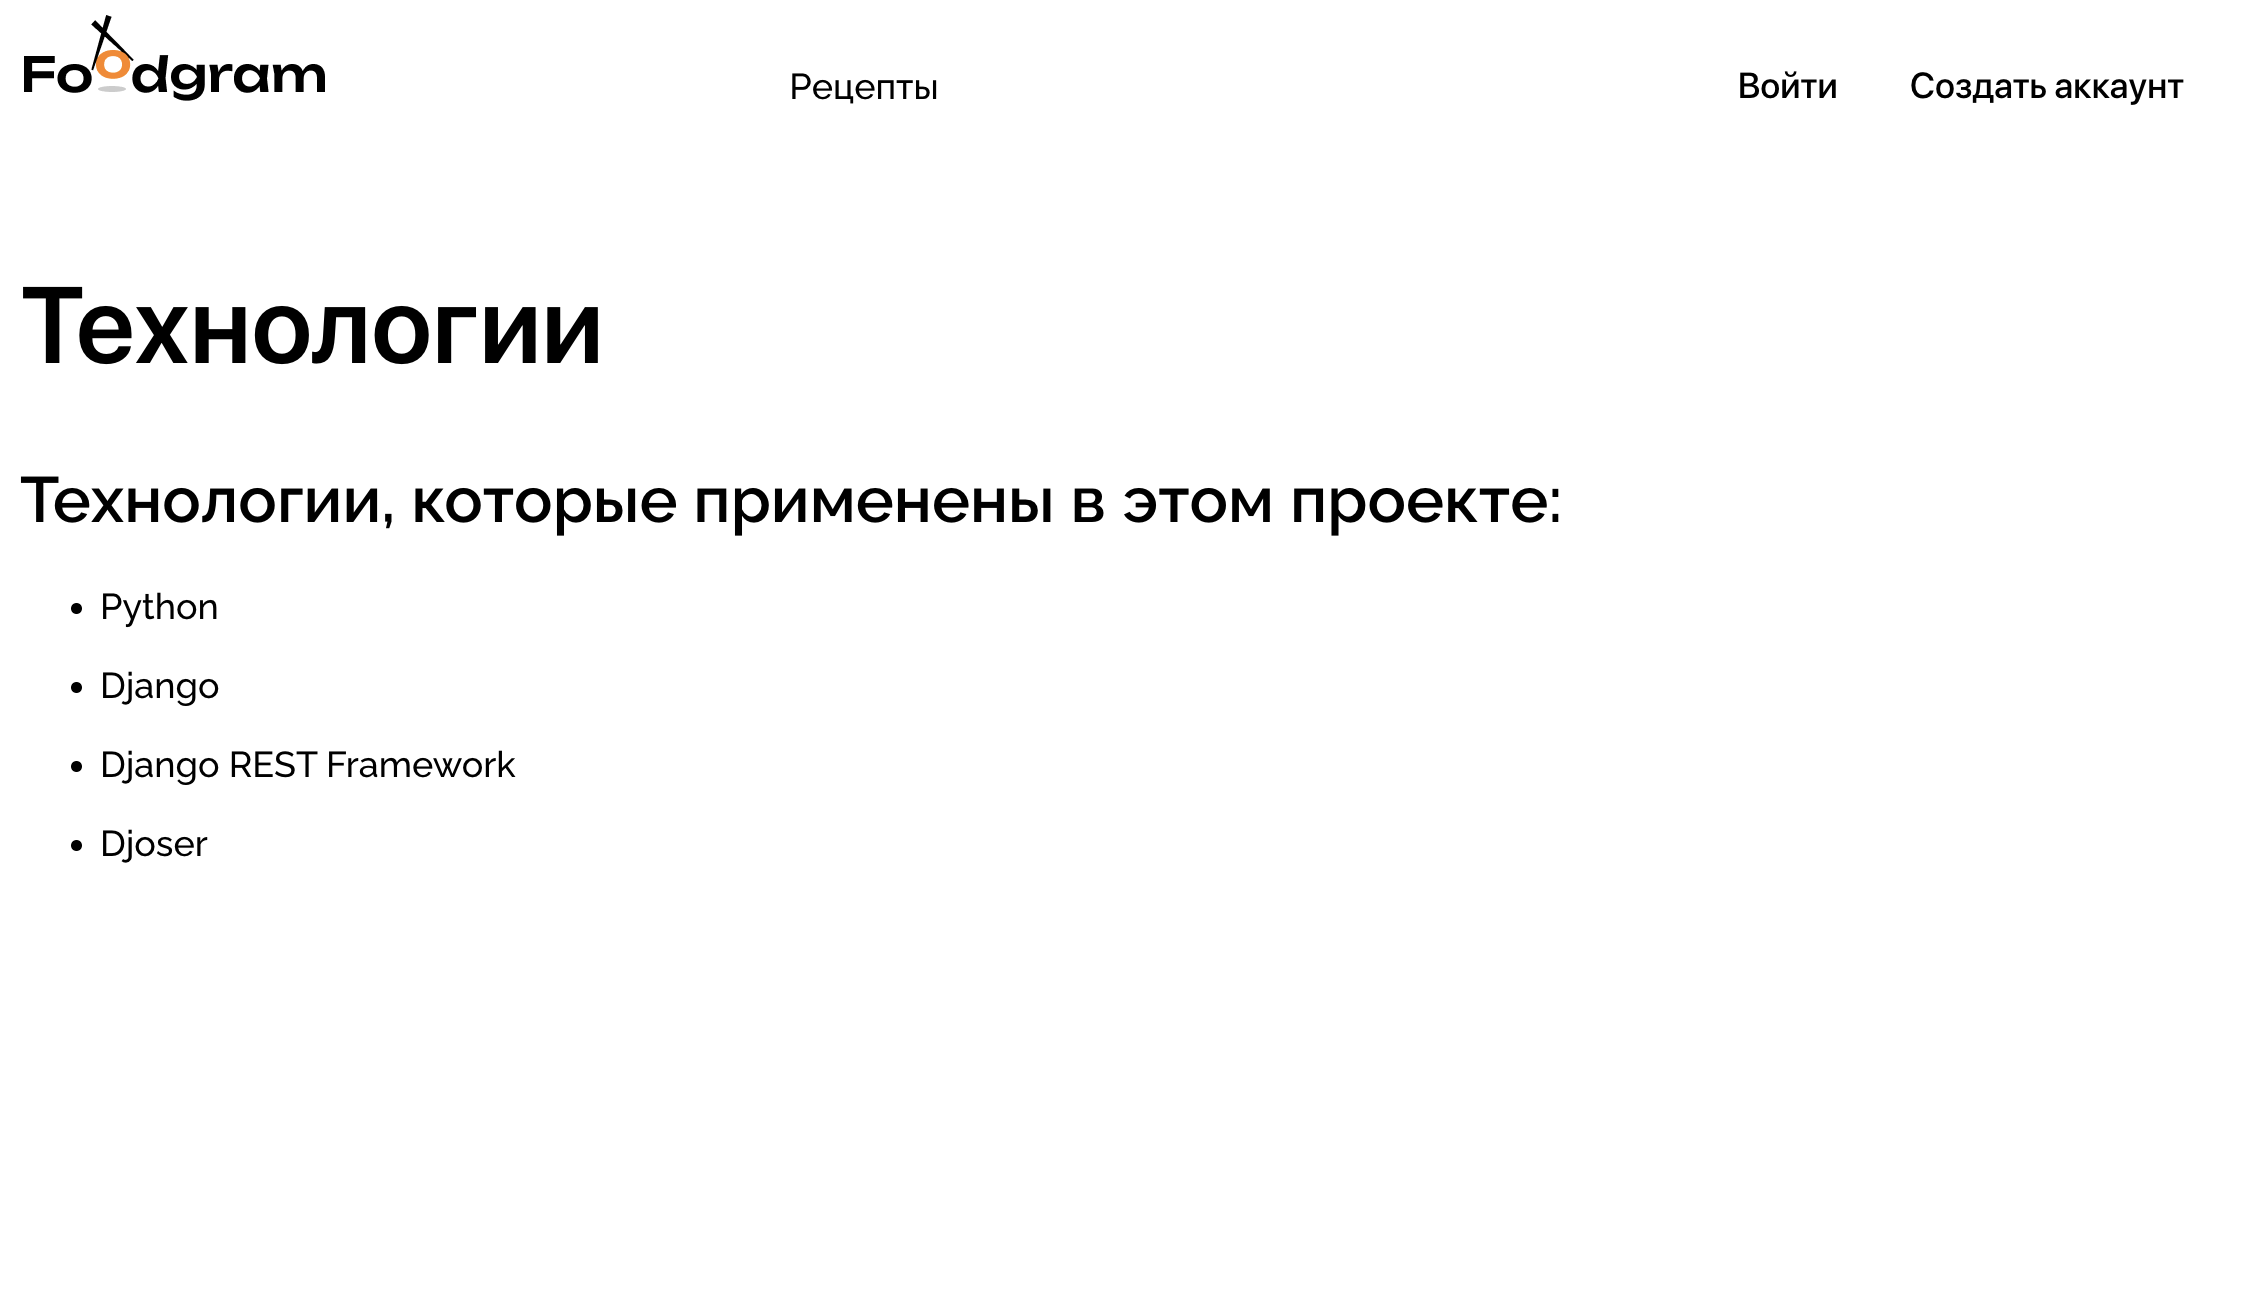 Foodgram
Рецепты
Войти
Создать аккаунт
Технологии
Технологии, которые применены в этом проекте:
Python
Django
Django REST Framework
Djoser